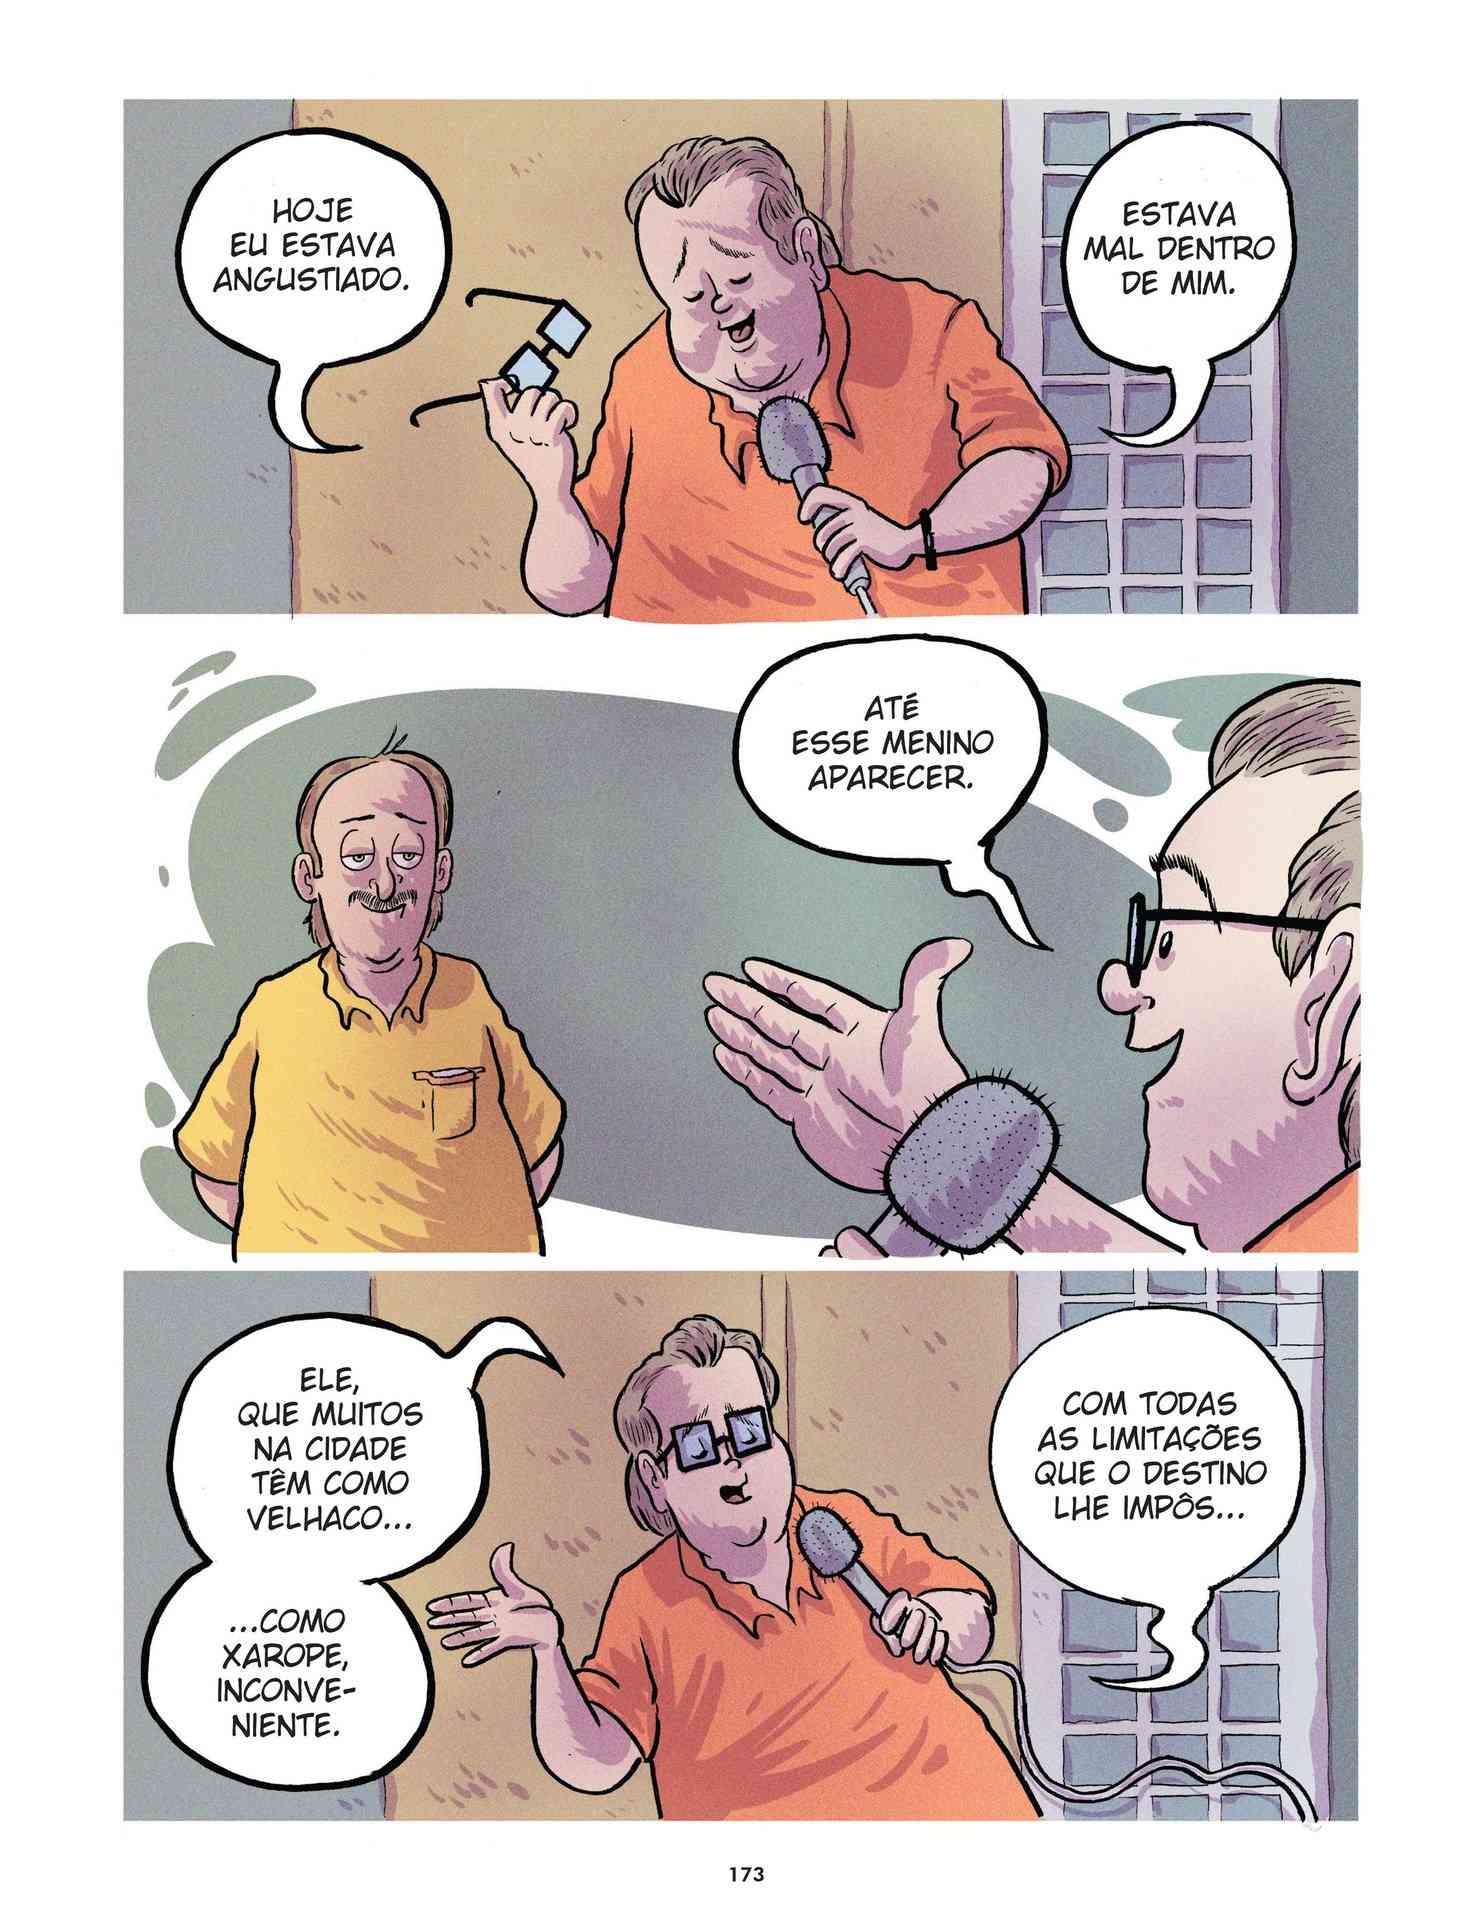 HOJE
EU ESTAVA
ANGUSTIADO.
ESTAVA
MAL DENTRO
DE MIM.
ATÉ
ESSE MENINO
APARECER.
ELE,
QUE MUITOS
NA CIDADE
TÊM COMO
VELHACO...
...COMO
XAROPE,
INCONVE-
NIENTE.
COM TODAS
AS LIMITAÇÕES
QUE O DESTINO
LHE IMPÔS...
173